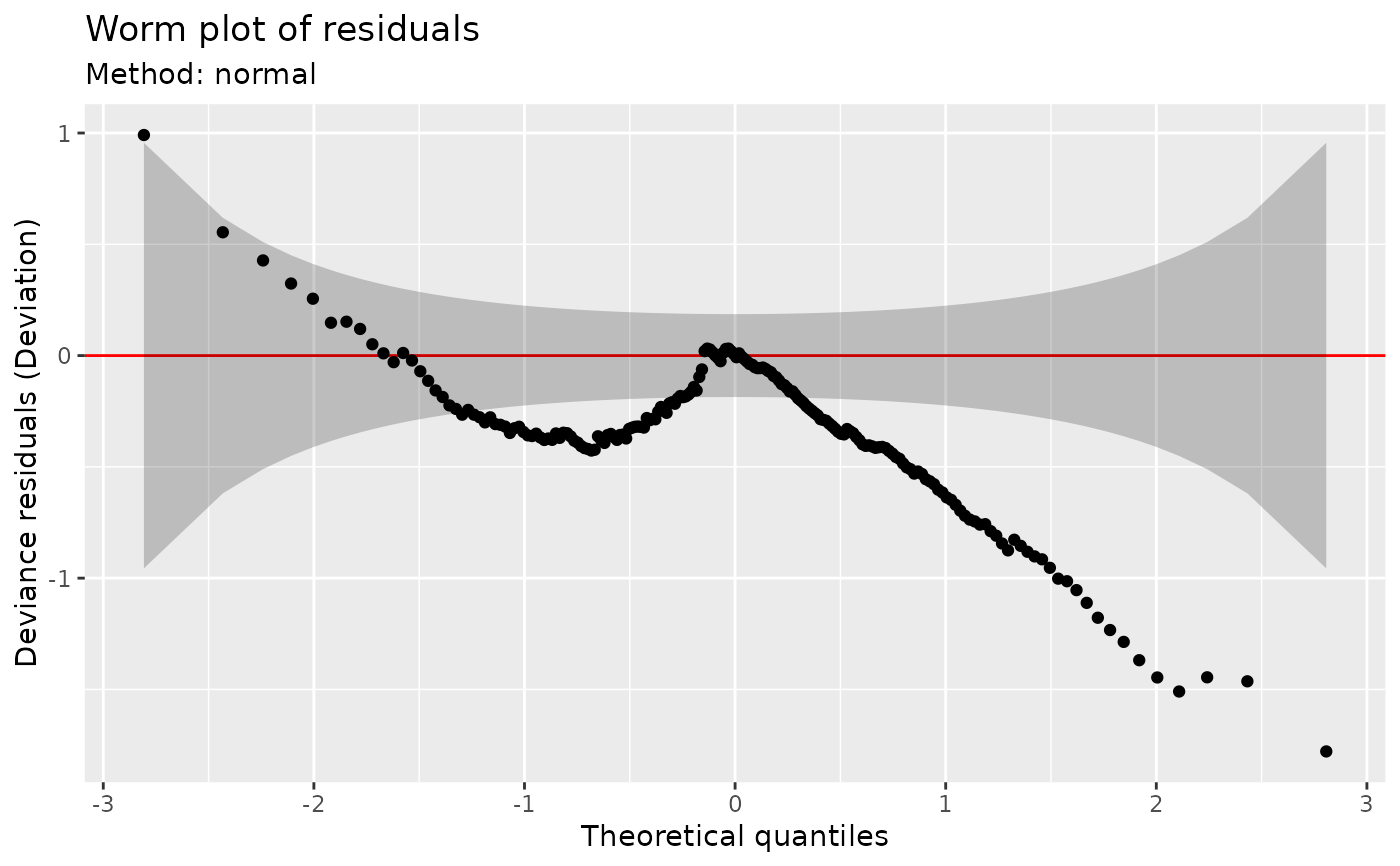 Worm plot of residuals
Method: normal
Deviance residuals (Deviation)
1
0
-1
-3 -2 -1 0 1 2 3
Theoretical quantiles